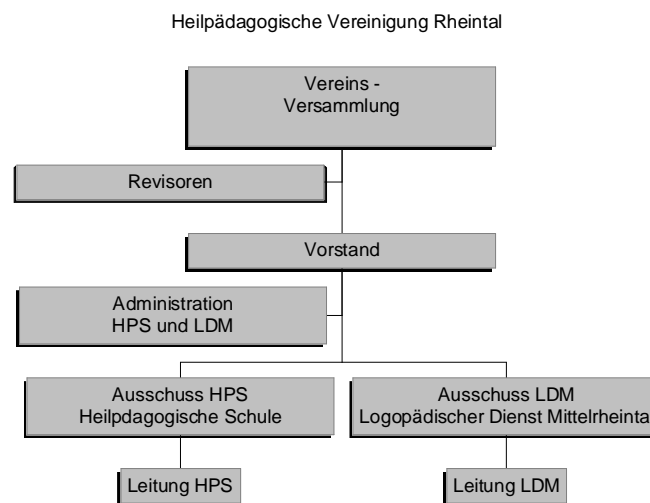 Heilpädagogische Vereinigung Rheintal
Vereins -
Versammlung
Revisoren
Vorstand
Administration
HPS und LDM
Ausschuss HPS
Heilpdagogische Schule
Ausschuss LDM
Logopädischer Dienst Mittelrheinta
Leitung HPS
Leitung LDM